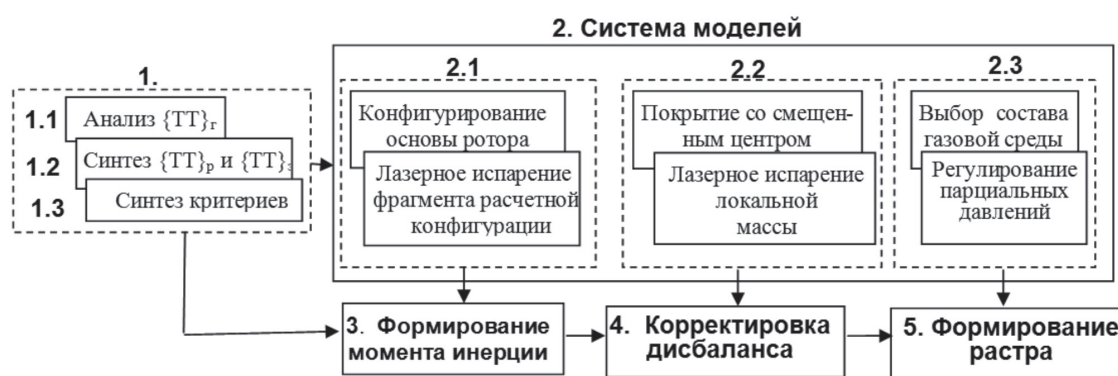 2. Система моделей
1.
1.1
Анализ {ТТ}г
1.2
Синтез {ТТ}р и {ТТ}з
1.3
Синтез критериев
2.1
Конфигурирование
основы ротора
Лазерное испарение
фрагмента расчетной
конфигурации
2.2
Покрытие со смещен-
ным центром
Лазерное испарение
локальной
массы
2.3
Выбор состава
газовой среды
Регулирование
парциальных
давлений
3. Формирование
момента инерции
4. Корректировка
дисбаланса
5. Формирование
растра